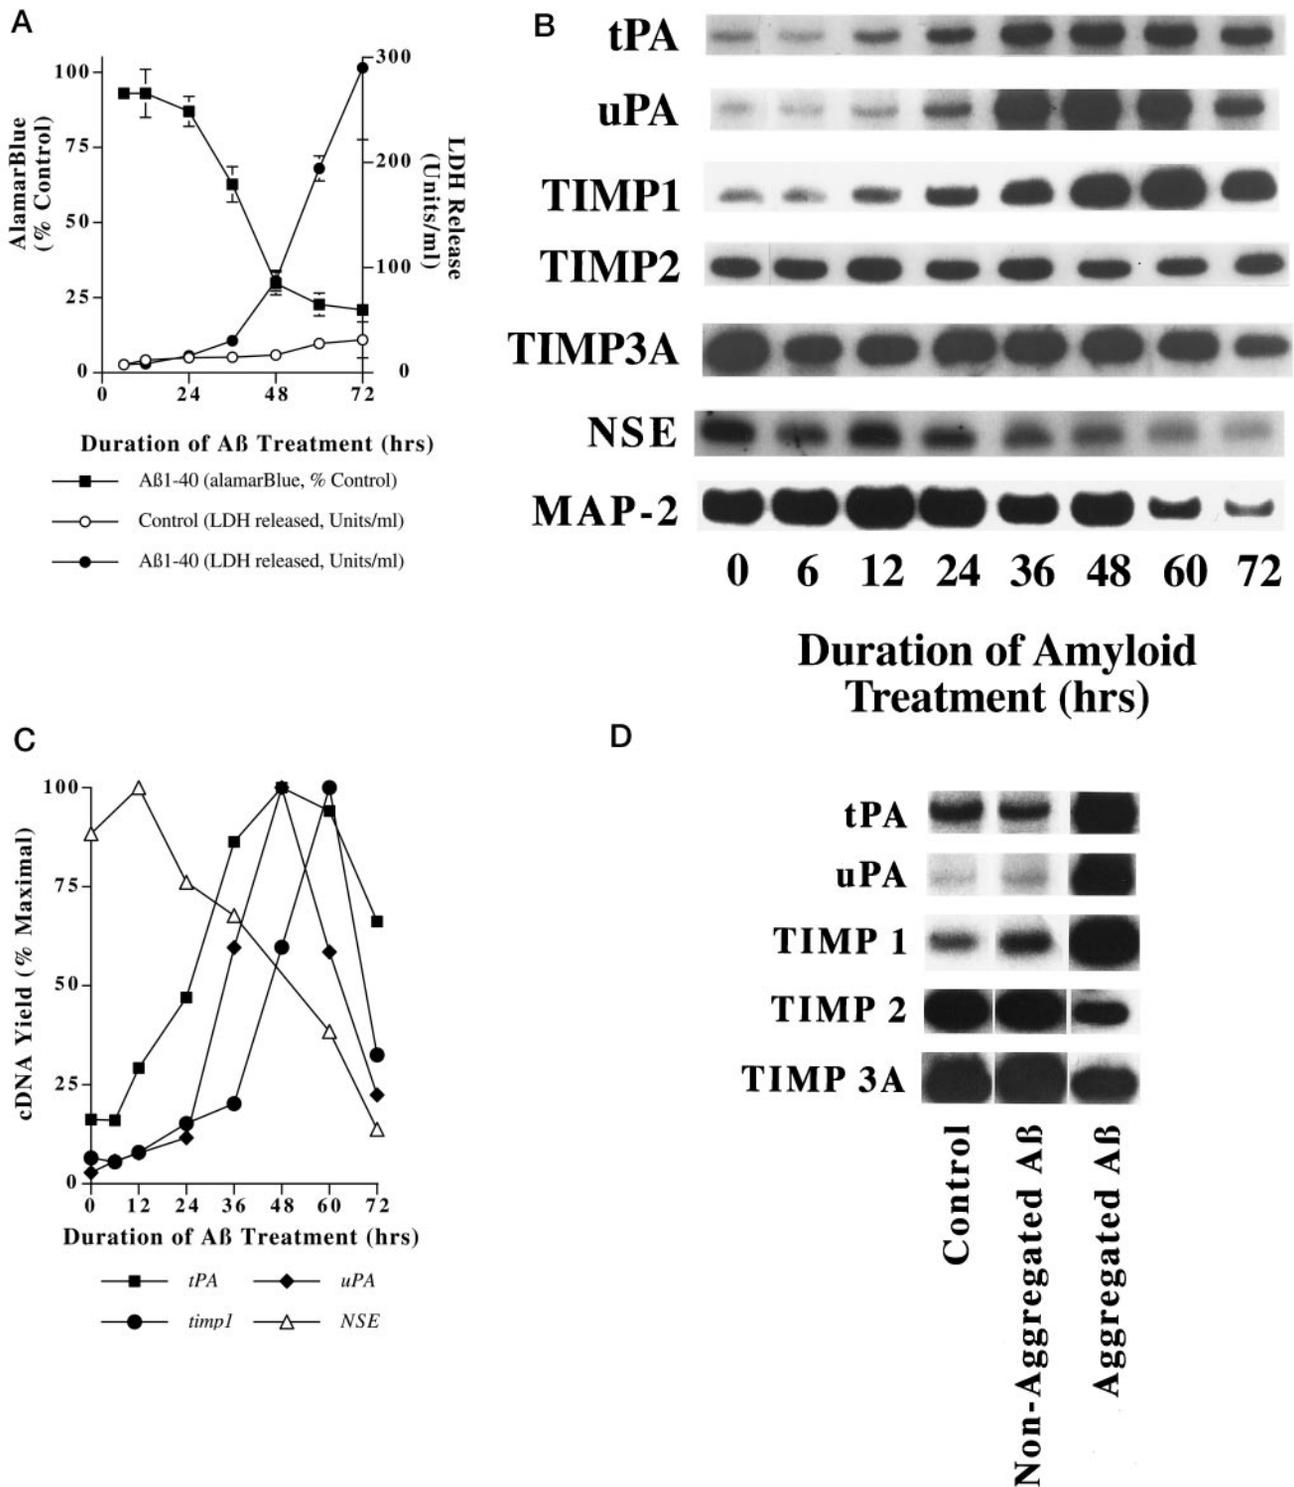 A
100
75
50
25
0
AlamarBlue
(% Control)
300
200
100
0
LDH Release
(Units/ml)
0 24 48 72
Duration of Aß Treatment (hrs)
Aß1-40 (alamarBlue, % Control)
Control (LDH released, Units/ml)
Aß1-40 (LDH released, Units/ml)
B
tPA
uPA
TIMP1
TIMP2
TIMP3A
NSE
MAP-2
0 6 12 24 36 48 60 72
Duration of Amyloid
Treatment (hrs)
C
100
75
50
25
0
cDNA Yield (% Maximal)
0 12 24 36 48 60 72
Duration of Aß Treatment (hrs)
tPA uPA
timp1 NSE
D
tPA
uPA
TIMP 1
TIMP 2
TIMP 3A
Control
Non-Aggregated Aß
Aggregated Aß